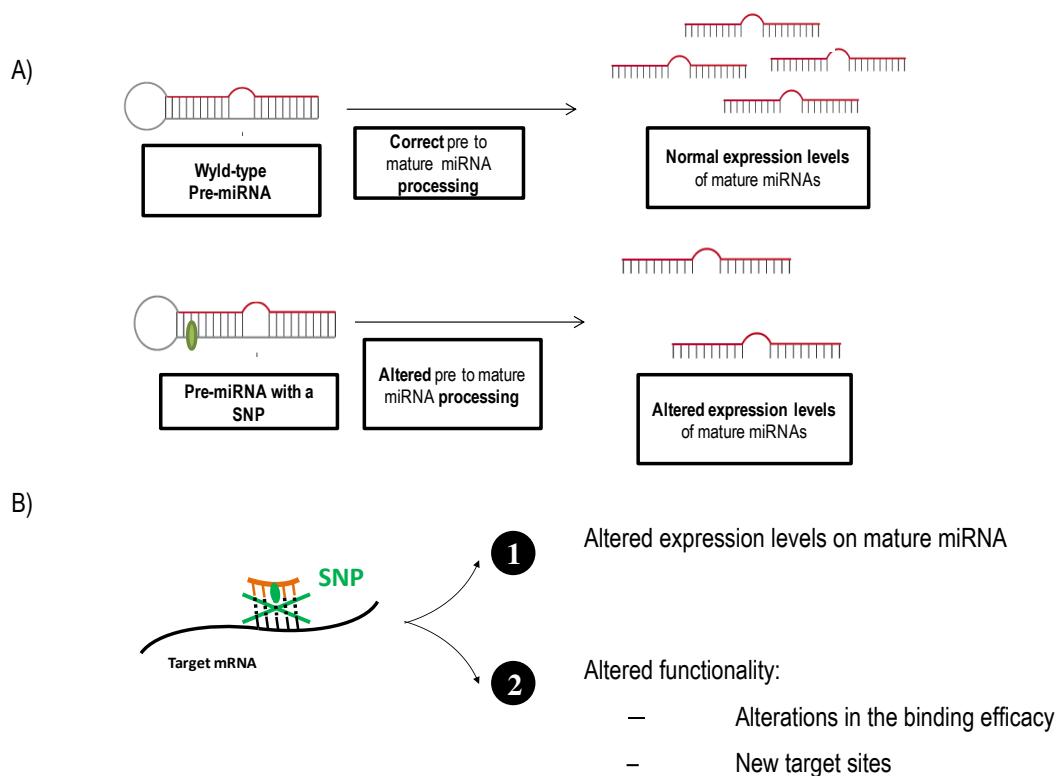 A)
Wyld-type
Pre-miRNA
Correct pre to
mature miRNA
processing
Normal expression levels
of mature miRNAs
Pre-miRNA with a
SNP
Altered pre to mature
miRNA processing
Altered expression levels
of mature miRNAs
B)
SNP
Target mRNA
1
Altered expression levels on mature miRNA
2
Altered functionality:
— Alterations in the binding efficacy
– New target sites